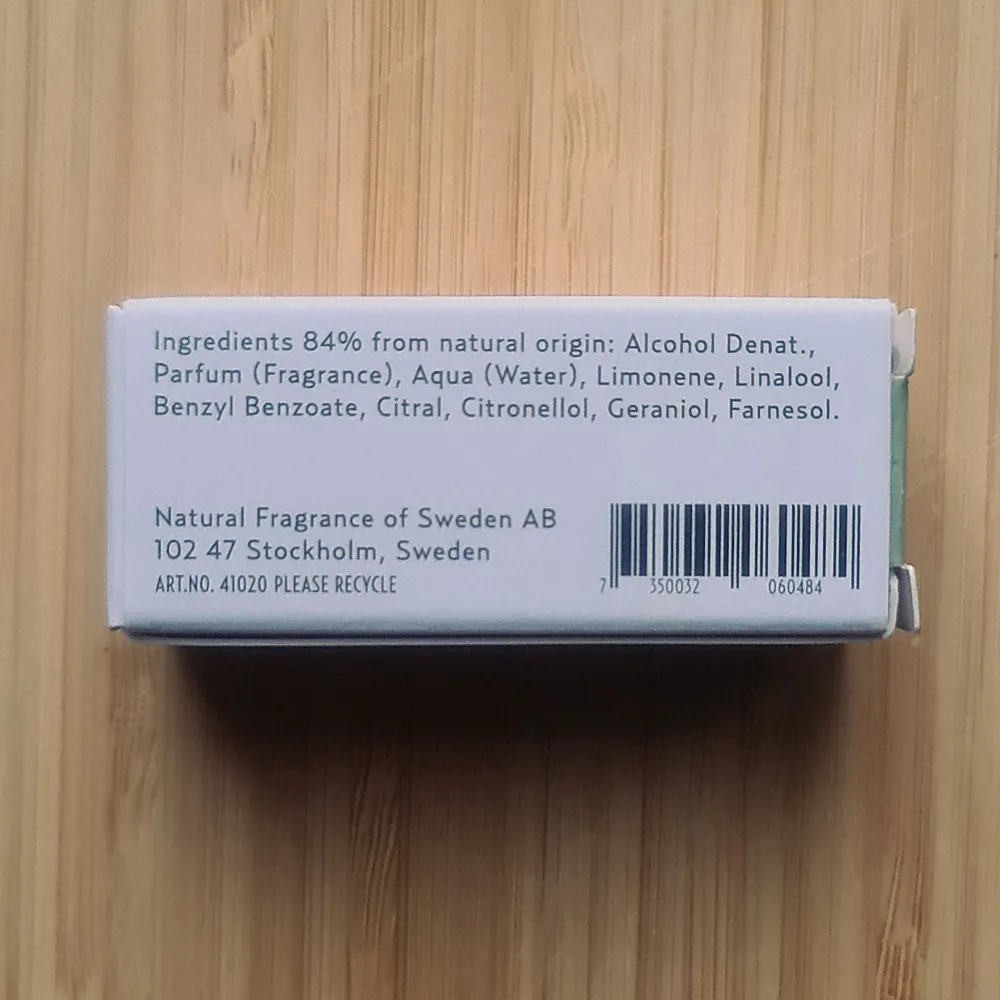 Ingredients 84% from natural origin: Alcohol Denat.,
Parfum (Fragrance), Aqua (Water), Limonene, Linalool,
Benzyl Benzoate, Citral, Citronellol, Geraniol, Farnesol.
Natural Fragrance of Sweden AB
102 47 Stockholm, Sweden
ART.NO. 41020 PLEASE RECYCLE
7 350032 060484